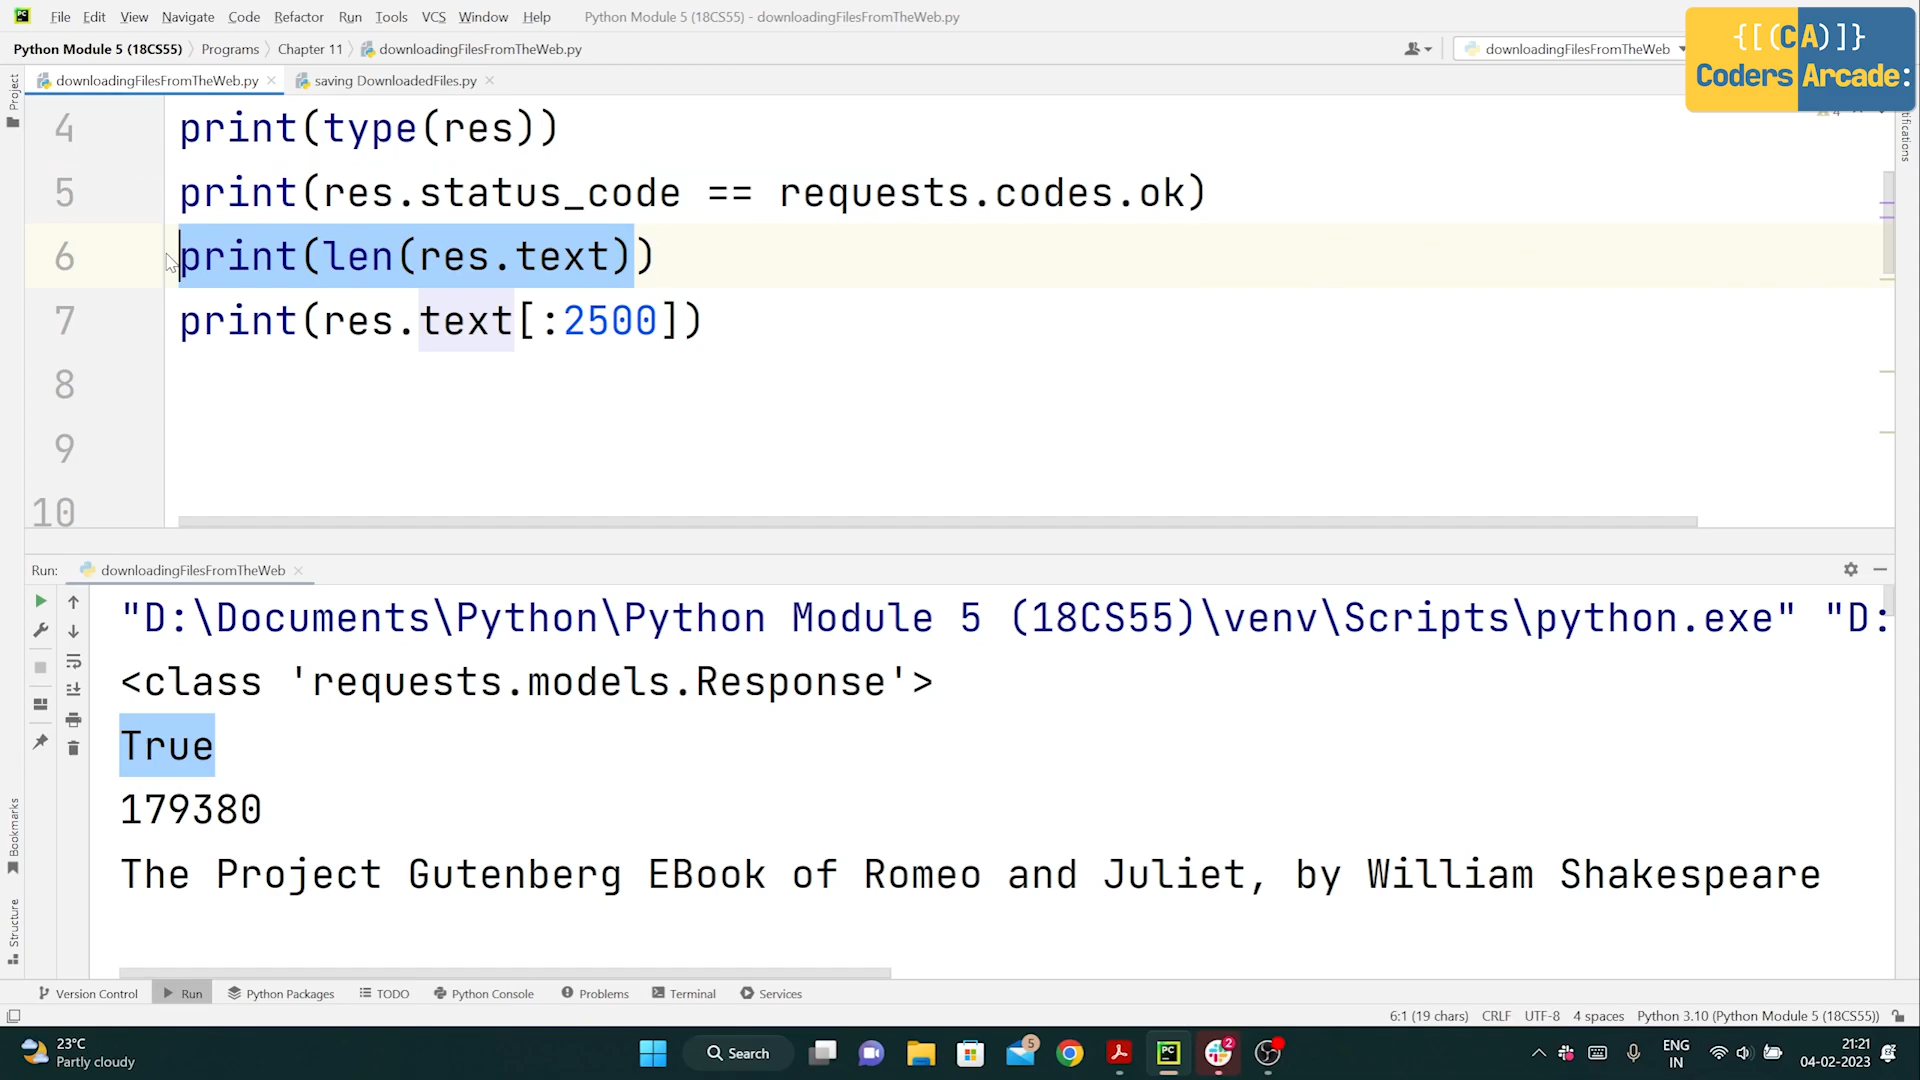 File Edit View Navigate Code Refactor Run Tools VCS Window Help Python Module 5 (18CS55) - downloadingFilesFromTheWeb.py
{[(CA)]}
Coders Arcade:
Python Module 5 (18CS55) Programs Chapter 11 downloadingFilesFromTheWeb.py downloadingFilesFromTheWeb
downloadingFilesFromTheWeb.py saving DownloadedFiles.py
Project
4 print(type(res))
5 print(res.status_code == requests.codes.ok)
6 print(len(res.text))
7 print(res.text[:2500])
8
9
10
Run: downloadingFilesFromTheWeb
"D:\Documents\Python\Python Module 5 (18CS55)\venv\Scripts\python.exe" "D:
<class 'requests.models.Response'>
True
179380
The Project Gutenberg EBook of Romeo and Juliet, by William Shakespeare
Bookmarks
Structure
Version Control Run Python Packages TODO Python Console Problems Terminal Services
6:1 (19 chars) CRLF UTF-8 4 spaces Python 3.10 (Python Module 5 (18CS55))
23°C
Partly cloudy
Search
5
2
ENG
IN
21:21
04-02-2023